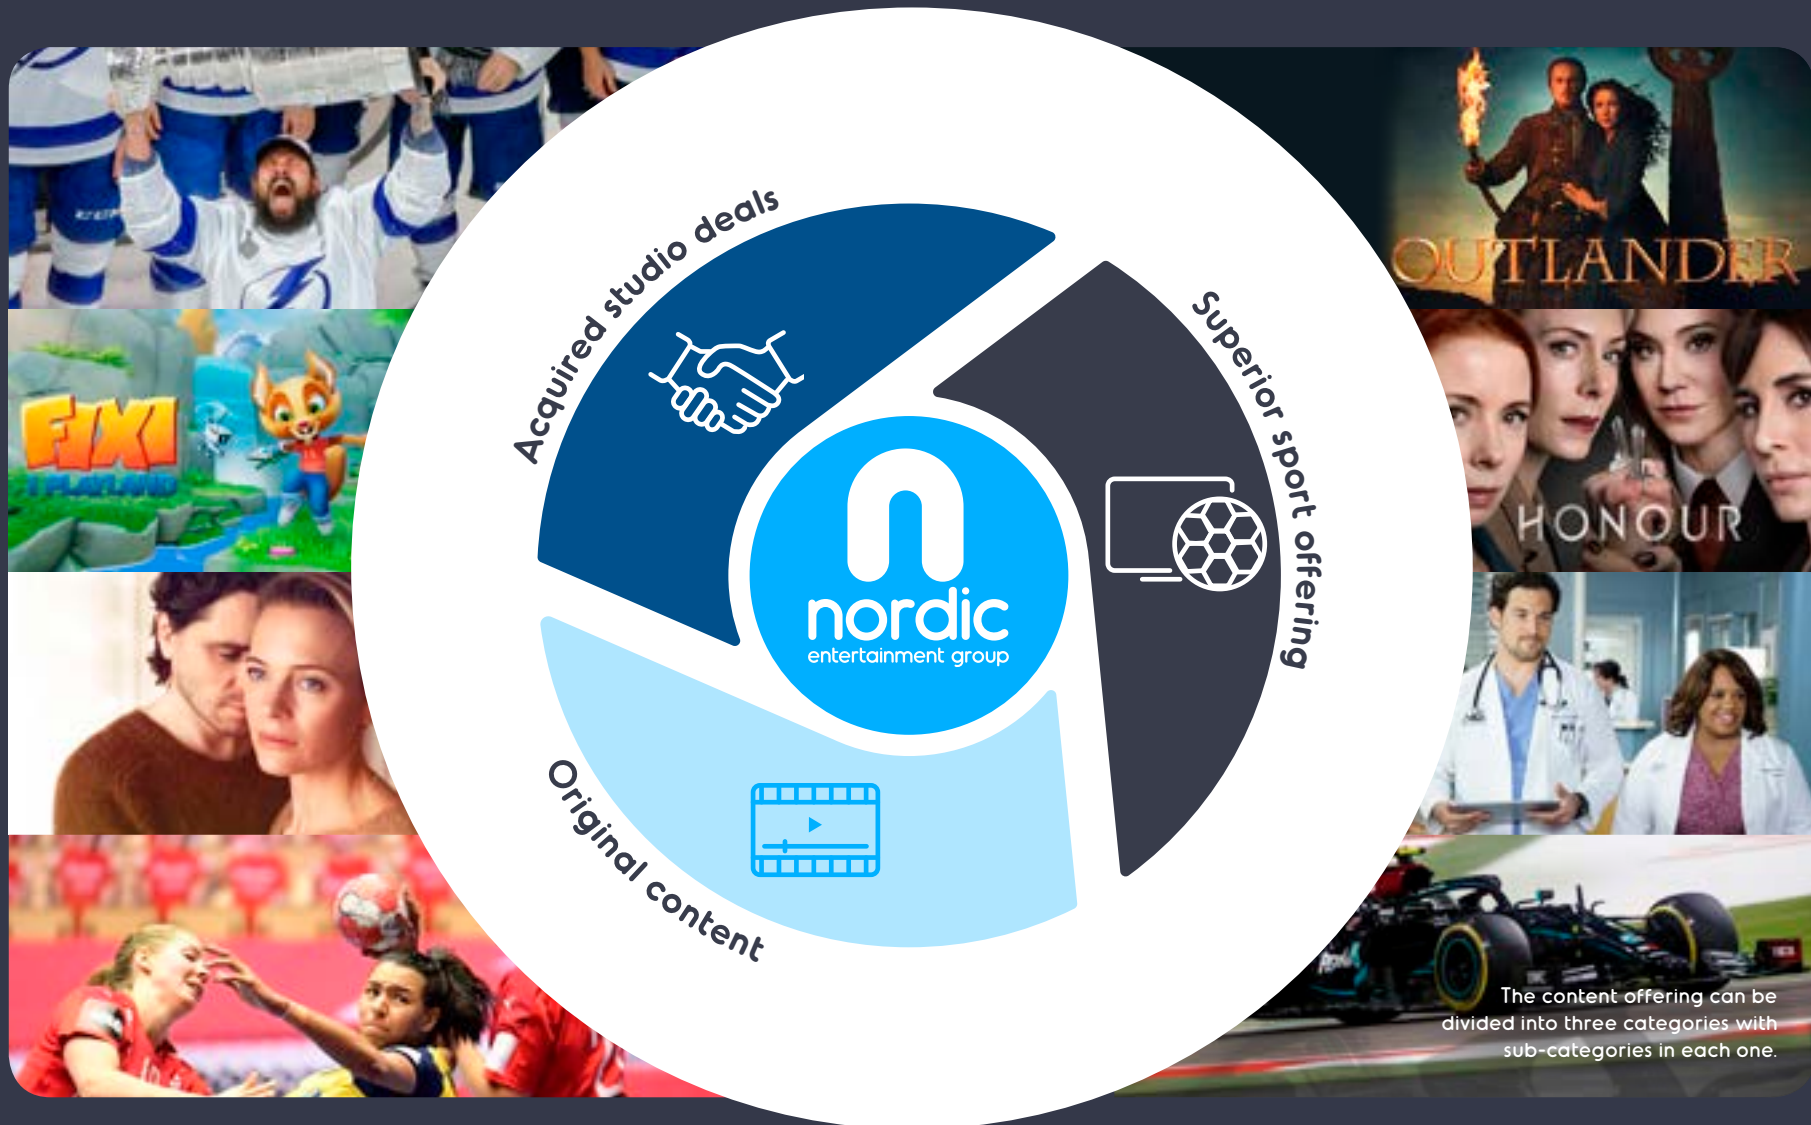 OUTLANDER
Acquired studio deals
Superior sport offering
FIXI
I PLAYLAND
HONOUR
nordic
entertainment group
Original content
The content offering can be
divided into three categories with
sub-categories in each one.